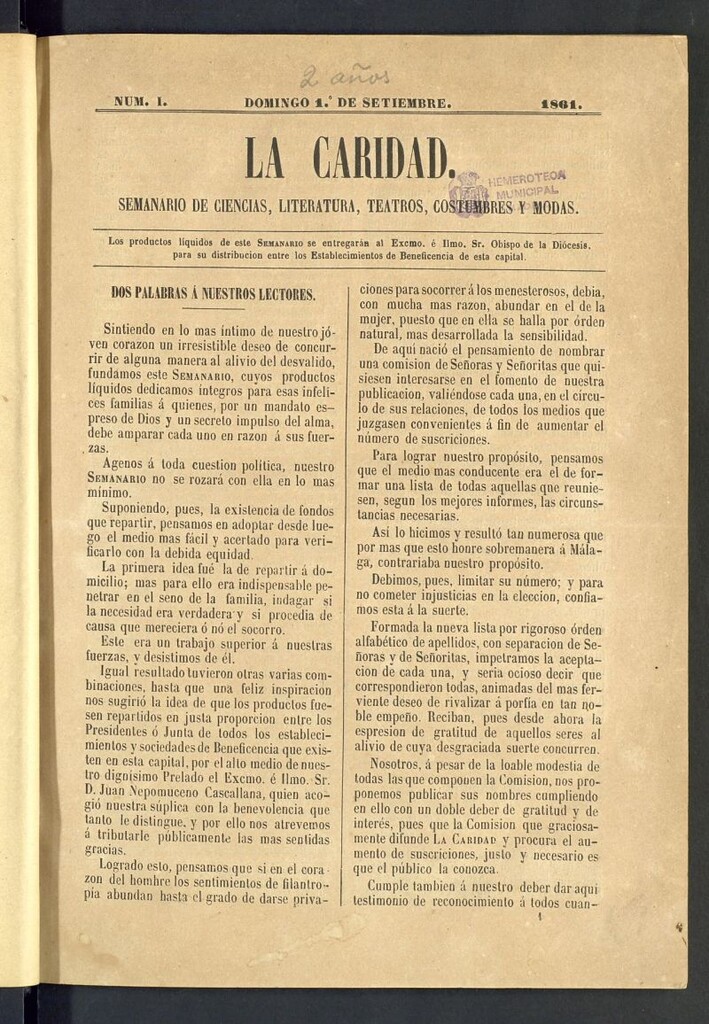 2 años
NUM. 1. DOMINGO 1.º DE SETIEMBRE. 1861.
LA CARIDAD.
HEMEROTECA
MUNICIPAL
SEMANARIO DE CIENCIAS, LITERATURA, TEATROS, COSTUMBRES Y MODAS.
Los productos líquidos de este SEMANARIO se entregarán al Excmo. é Ilmo. Sr. Obispo de la Diócesis,
para su distribucion entre los Establecimientos de Beneficencia de esta capital.
DOS PALABRAS Á NUESTROS LECTORES.
Sintiendo en lo mas íntimo de nuestro jó-
ven corazon un irresistible deseo de concur-
rir de alguna manera al alivio del desvalido,
fundámos este SEMANARIO, cuyos productos
líquidos dedicamos íntegros para esas infeli-
ces familias á quienes, por un mandato es-
preso de Dios y un secreto impulso del alma,
debe amparar cada uno en razon á sus fuer-
zas.
Agenos á toda cuestion política, nuestro
SEMANARIO no se rozará con ella en lo mas
mínimo.
Suponiendo, pues, la existencia de fondos
que repartir, pensamos en adoptar desde lue-
go el medio mas fácil y acertado para veri-
ficarlo con la debida equidad.
La primera idea fué la de repartir á do-
micilio; mas para ello era indispensable pe-
netrar en el seno de la familia, indagar si
la necesidad era verdadera y si procedia de
causa que mereciera ó nó el socorro.
Este era un trabajo superior á nuestras
fuerzas, y desistimos de él.
Igual resultado tuvieron otras varias com-
binaciones, hasta que una feliz inspiracion
nos sugirió la idea de que los productos fue-
sen repartidos en justa proporcion entre los
Presidentes ó Junta de todos los estableci-
mientos y sociedades de Beneficencia que exis-
ten en esta capital, por el alto medio de nues-
tro dignísimo Prelado el Excmo. é Ilmo. Sr.
D. Juan Nepomuceno Cascallana, quien aco-
gió nuestra súplica con la benevolencia que
tanto le distingue, y por ello nos atrevemos
á tributarle públicamente las mas sentidas
gracias.
Logrado esto, pensamos que si en el cora
zon del hombre los sentimientos de filantro-
pía abundan hasta el grado de darse priva-
ciones para socorrer á los menesterosos, debia,
con mucha mas razon, abundar en el de la
mujer, puesto que en ella se halla por órden
natural, mas desarrollada la sensibilidad.
De aquí nació el pensamiento de nombrar
una comision de Señoras y Señoritas que qui-
siesen interesarse en el fomento de nuestra
publicacion, valiéndose cada una, en el círcu-
lo de sus relaciones, de todos los medios que
juzgasen convenientes á fin de aumentar el
número de suscriciones.
Para lograr nuestro propósito, pensamos
que el medio mas conducente era el de for-
mar una lista de todas aquellas que reunie-
sen, segun los mejores informes, las circuns-
tancias necesarias.
Así lo hicimos y resultó tan numerosa que
por mas que esto honre sobremanera á Mála-
ga, contrariaba nuestro propósito.
Debimos, pues, limitar su número; y para
no cometer injusticias en la eleccion, confia-
mos esta á la suerte.
Formada la nueva lista por rigoroso órden
alfabético de apellidos, con separacion de Se-
ñoras y de Señoritas, impetramos la acepta-
cion de cada una, y seria ocioso decir que
correspondieron todas, animadas del mas fer-
viente deseo de rivalizar á porfía en tan no-
ble empeño. Reciban, pues desde ahora la
espresion de gratitud de aquellos seres al
alivio de cuya desgraciada suerte concurren.
Nosotros, á pesar de la loable modestia de
todas las que componen la Comision, nos pro-
ponemos publicar sus nombres cumpliendo
en ello con un doble deber de gratitud y de
interés, pues que la Comision que graciosa-
mente difunde LA CARIDAD y procura el au-
mento de suscriciones, justo y necesario es
que el público la conozca.
Cumple tambien á nuestro deber dar aquí
testimonio de reconocimiento á todos cuan-
1